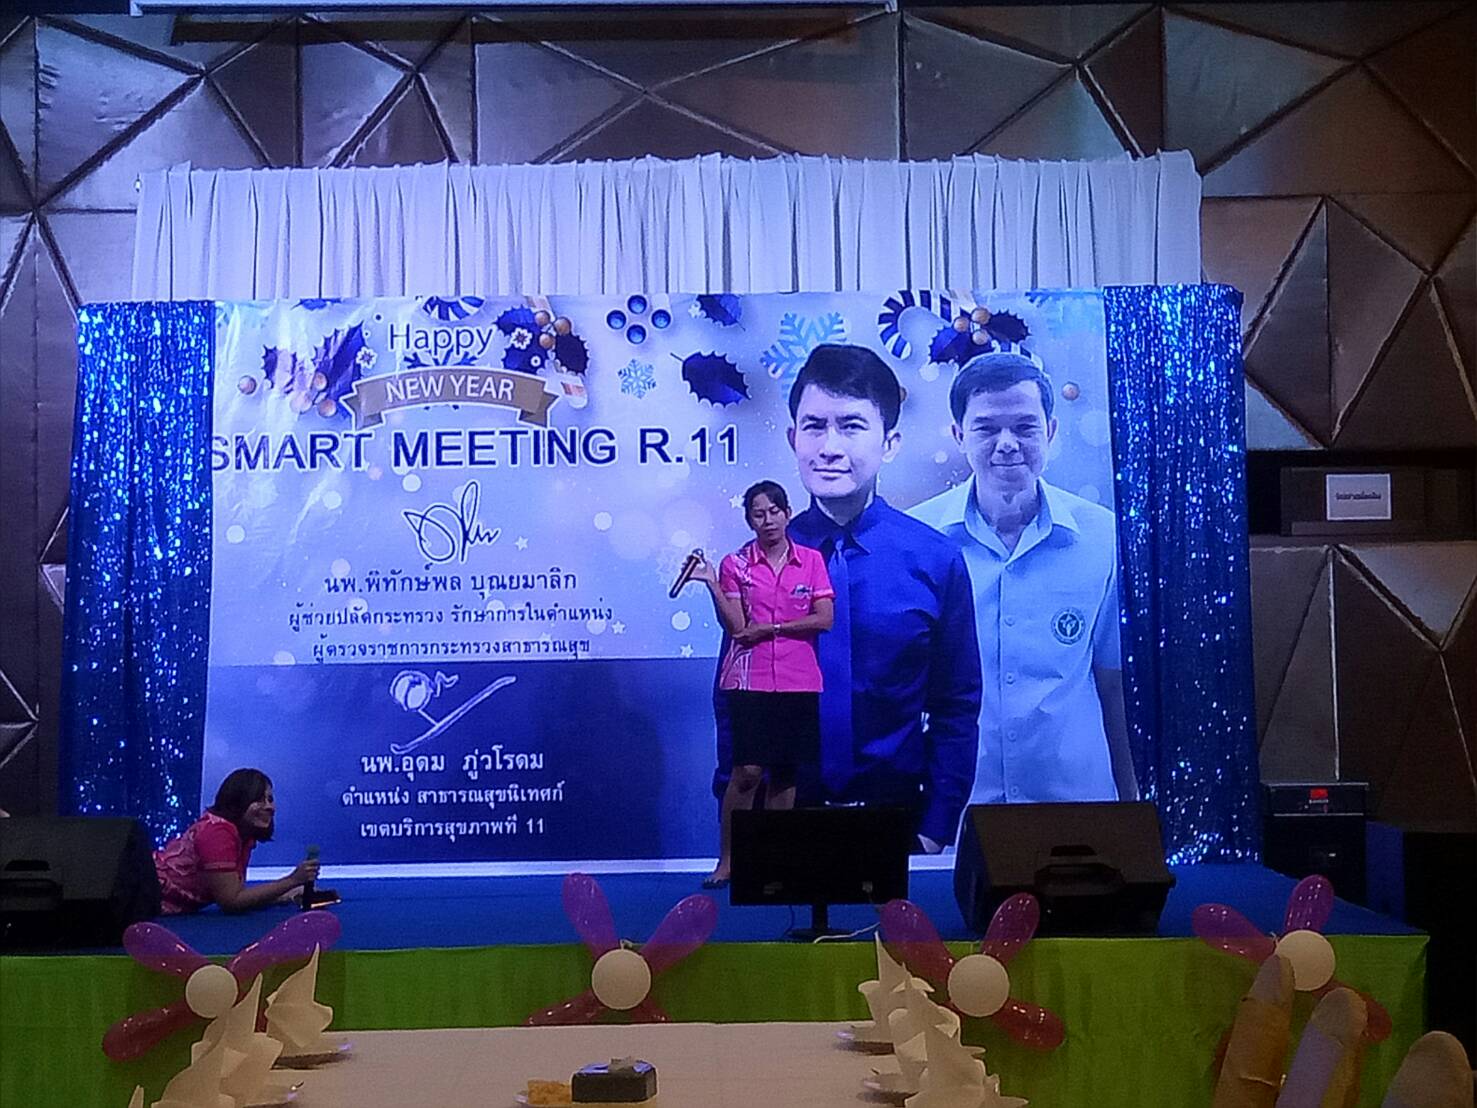 Happy
NEW YEAR
SMART MEETING R.11
นพ.พิทักษ์พล บุณยมาลิก
ผู้ช่วยปลัดกระทรวง รักษาการในตำแหน่ง
ผู้ตรวจราชการกระทรวงสาธารณสุข
นพ.อุดม ภู่วโรดม
ตำแหน่ง สาธารณสุขนิเทศก์
เขตบริการสุขภาพที่ 11